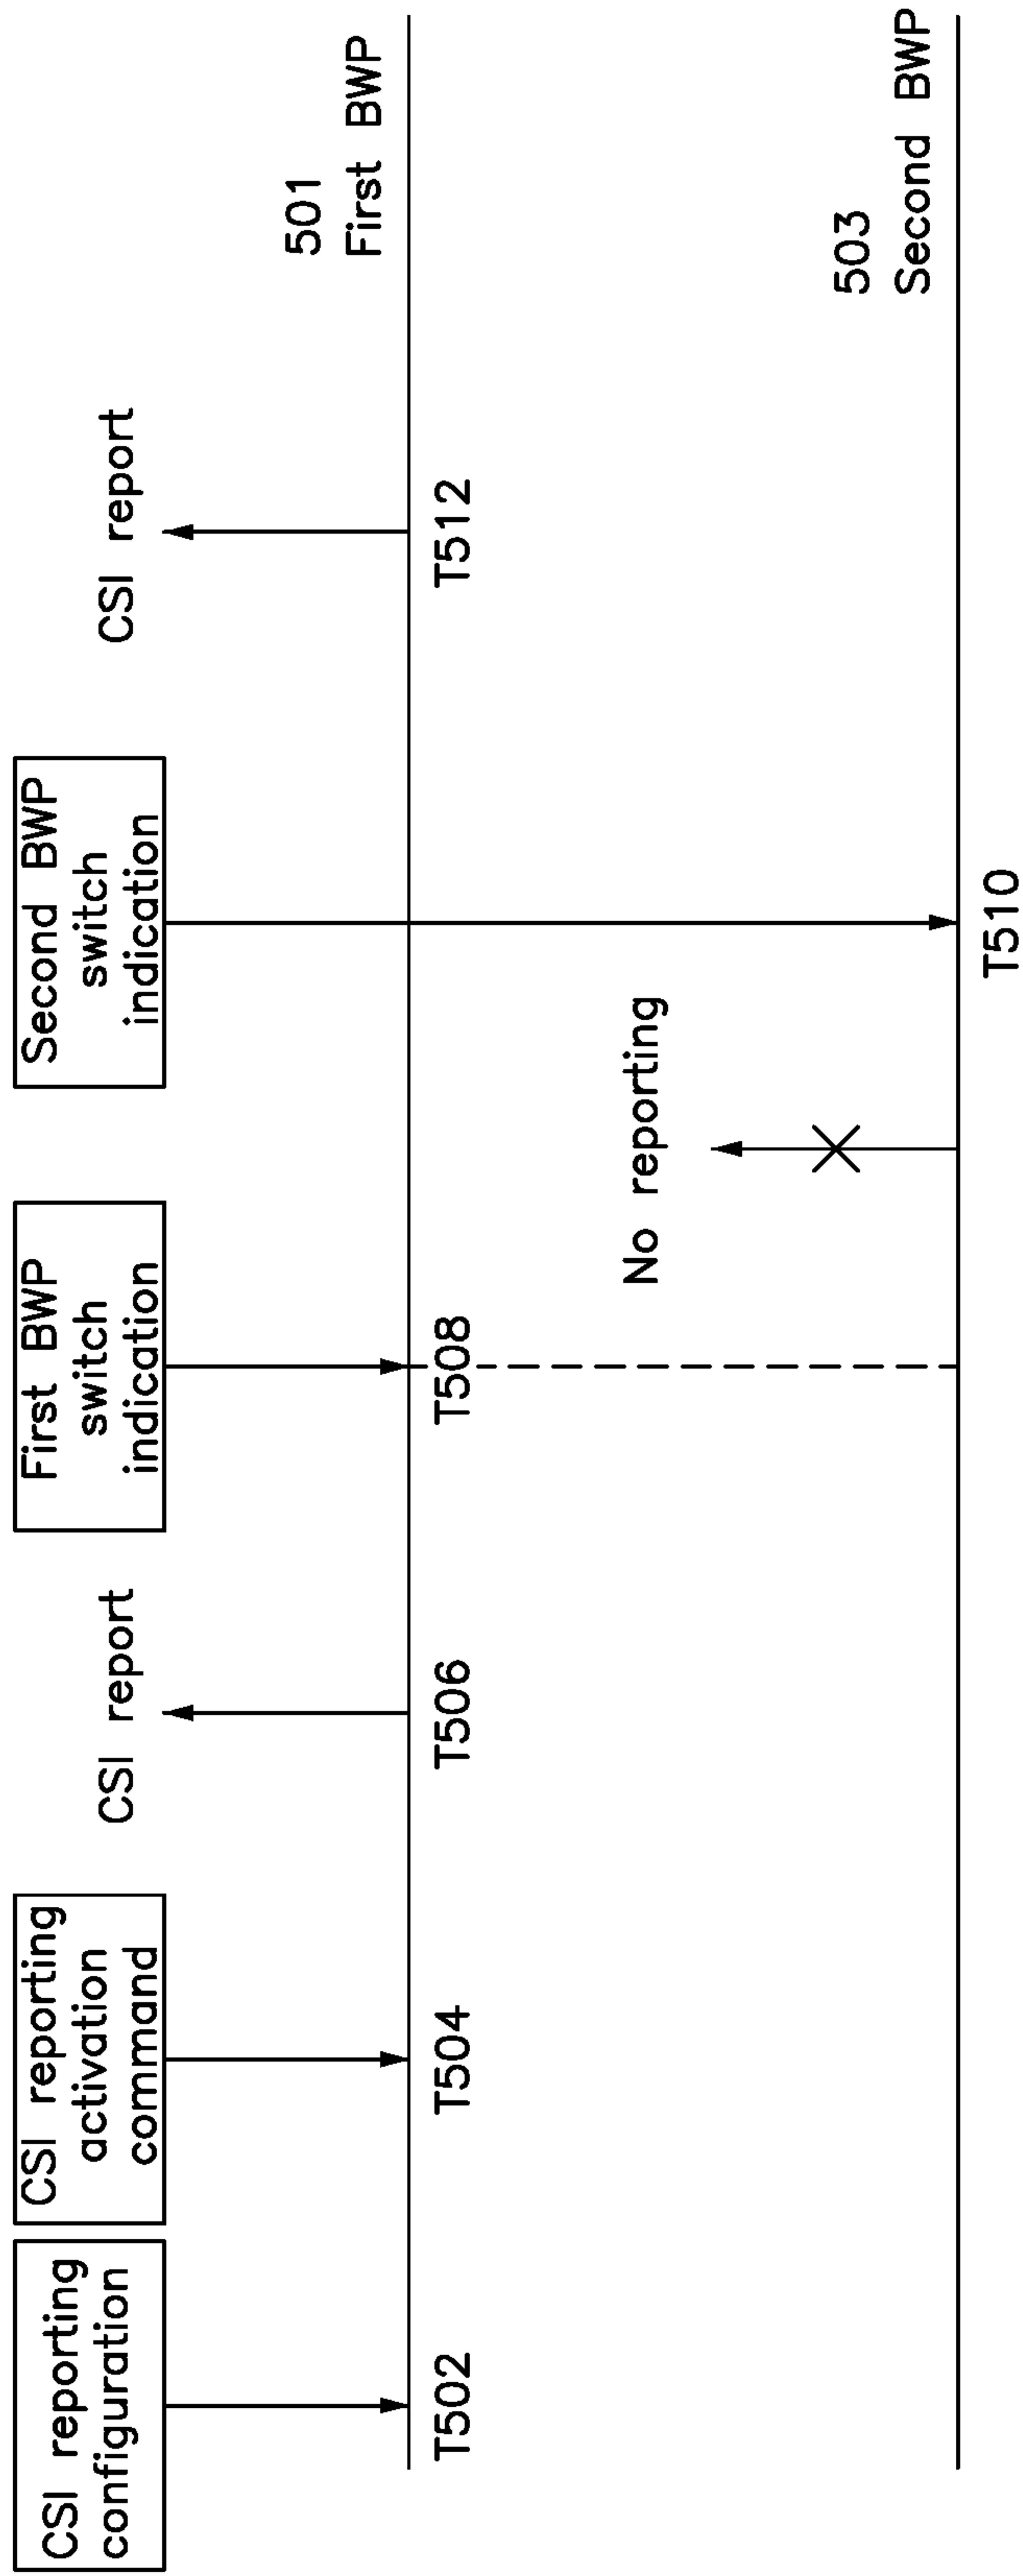 CSI reporting
configuration
CSI reporting
activation
command
CSI report
First BWP
switch
indication
Second BWP
switch
indication
CSI report
501
First BWP
T502
T504
T506
T508
T512
No reporting
503
Second BWP
T510